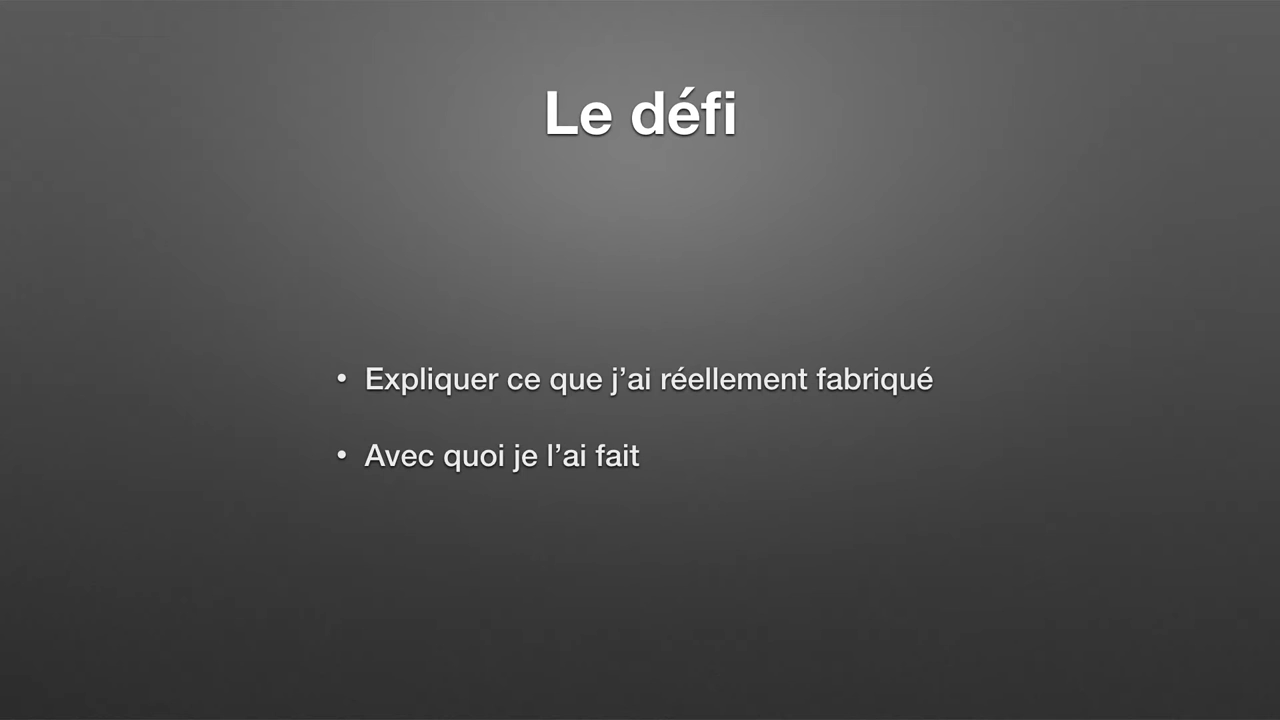 Le défi
• Expliquer ce que j’ai réellement fabriqué
• Avec quoi je l’ai fait